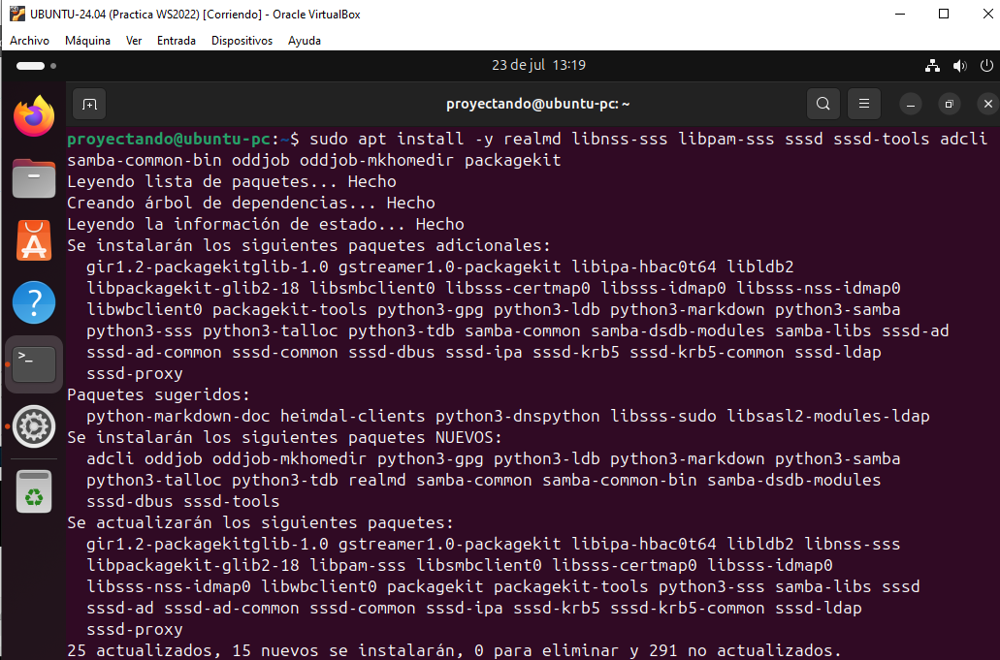 UBUNTU-24.04 (Practica WS2022) [Corriendo] - Oracle VirtualBox
Archivo Máquina Ver Entrada Dispositivos Ayuda
23 de jul 13:19
proyectando@ubuntu-pc: ~
proyectando@ubuntu-pc:~$ sudo apt install -y realmd libnss-sss libpam-sss sssd sssd-tools adcli
samba-common-bin oddjob oddjob-mkhomedir packagekit
Leyendo lista de paquetes... Hecho
Creando árbol de dependencias... Hecho
Leyendo la información de estado... Hecho
Se instalarán los siguientes paquetes adicionales:
gir1.2-packagekitglib-1.0 gstreamer1.0-packagekit libipa-hbac0t64 libldb2
libpackagekit-glib2-18 libsmbclient0 libsss-certmap0 libsss-idmap0 libsss-nss-idmap0
libwbclient0 packagekit-tools python3-gpg python3-ldb python3-markdown python3-samba
python3-sss python3-talloc python3-tdb samba-common samba-dsdb-modules samba-libs sssd-ad
sssd-ad-common sssd-common sssd-dbus sssd-ipa sssd-krb5 sssd-krb5-common sssd-ldap
sssd-proxy
Paquetes sugeridos:
python-markdown-doc heimdal-clients python3-dnspython libsss-sudo libsasl2-modules-ldap
Se instalarán los siguientes paquetes NUEVOS:
adcli oddjob oddjob-mkhomedir python3-gpg python3-ldb python3-markdown python3-samba
python3-talloc python3-tdb realmd samba-common samba-common-bin samba-dsdb-modules
sssd-dbus sssd-tools
Se actualizarán los siguientes paquetes:
gir1.2-packagekitglib-1.0 gstreamer1.0-packagekit libipa-hbac0t64 libldb2 libnss-sss
libpackagekit-glib2-18 libpam-sss libsmbclient0 libsss-certmap0 libsss-idmap0
libsss-nss-idmap0 libwbclient0 packagekit packagekit-tools python3-sss samba-libs sssd
sssd-ad sssd-ad-common sssd-common sssd-ipa sssd-krb5 sssd-krb5-common sssd-ldap
sssd-proxy
25 actualizados, 15 nuevos se instalarán, 0 para eliminar y 291 no actualizados.